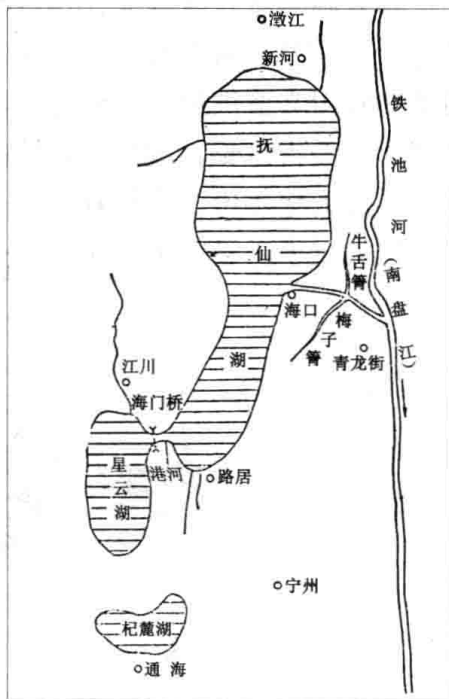 澂江
新河
抚仙湖
铁池河(南盘江)
牛舌箐
海口
梅子箐
青龙街
江川
海门桥
星云湖
港河
路居
宁州
杞麓湖
通海